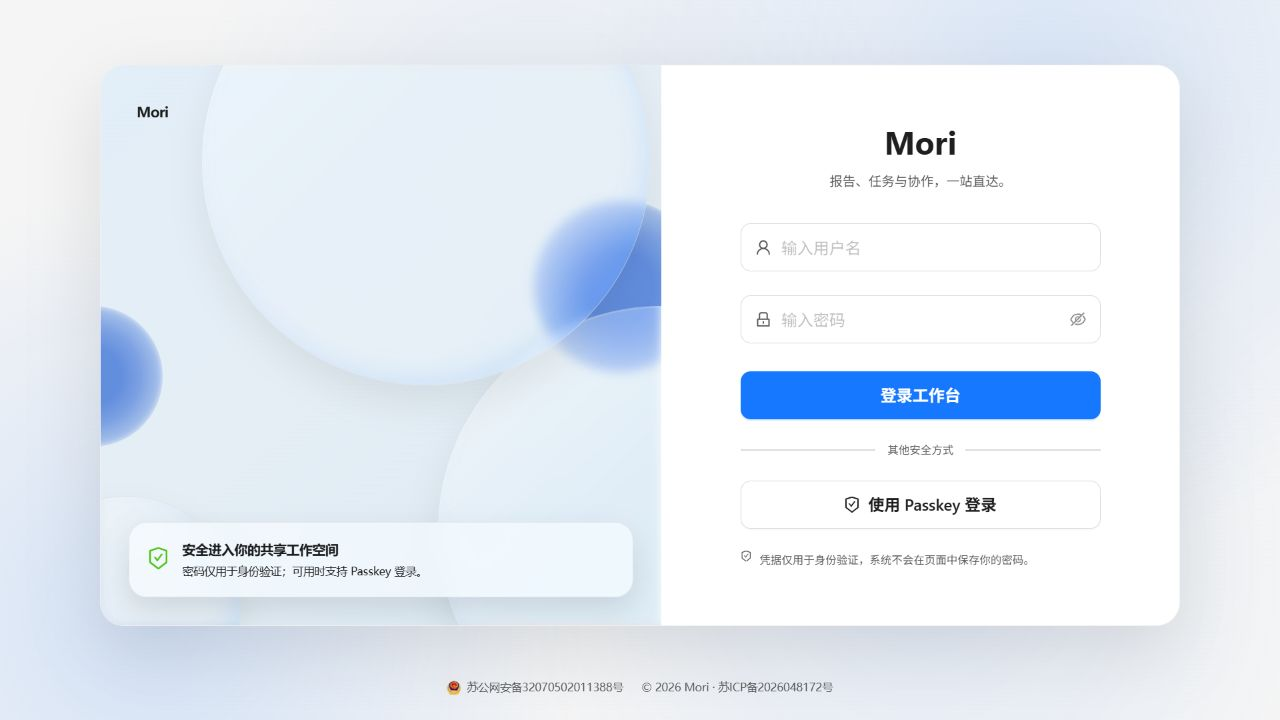 Mori
安全进入你的共享工作空间
密码仅用于身份验证；可用时支持 Passkey 登录。
Mori
报告、任务与协作，一站直达。
输入用户名
输入密码
登录工作台
其他安全方式
使用 Passkey 登录
凭据仅用于身份验证，系统不会在页面中保存你的密码。
苏公网安备32070502011388号 © 2026 Mori · 苏ICP备2026048172号